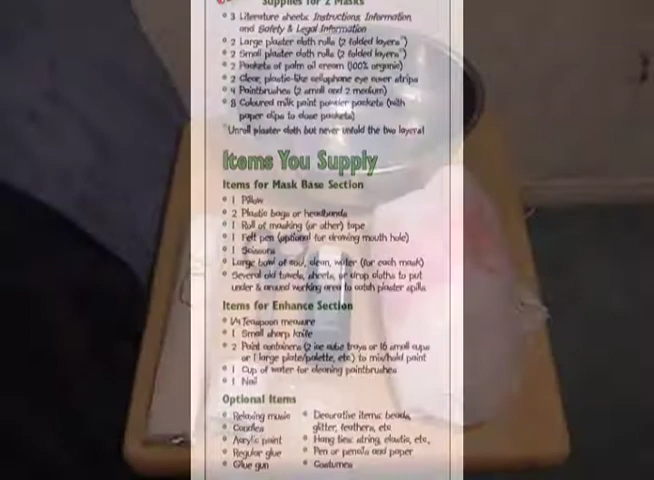 Supplies for 2 Masks
• 3 Literature sheets: Instructions, Information
and Safety & Legal Information
• 2 Large plaster cloth rolls (2 folded layers*)
• 2 Small plaster cloth rolls (2 folded layers*)
• 2 Packets of palm oil cream (100% organic)
• 2 Clear, plastic-like cellophane eye cover strips
• 4 Paintbrushes (2 small and 2 medium)
• 8 Coloured milk paint powder packets (with
paper clips to close packets)
*Unroll plaster cloth but never unfold the two layers!
Items You Supply
Items for Mask Base Section
• 1 Pillow
• 2 Plastic bags or headbands
• 1 Roll of masking (or other) tape
• 1 Felt pen (optional for drawing mouth hole)
• 1 Scissors
• Large bowl of cool, clean, water (for each mask)
• Several old towels, sheets, or drop cloths to put
under & around working area to catch plaster spills
Items for Enhance Section
• 1/4 Teaspoon measure
• 1 Small sharp knife
• 2 Paint containers (2 ice cube trays or 16 small cups
or 1 large plate/palette, etc) to mix/hold paint
• 1 Cup of water for cleaning paintbrushes
• 1 Nail
Optional Items
• Relaxing music
• Candles
• Acrylic paint
• Regular glue
• Glue gun
• Decorative items: beads,
glitter, feathers, etc
• Hang ties: string, elastic, etc.
• Pen or pencils and paper
• Costumes